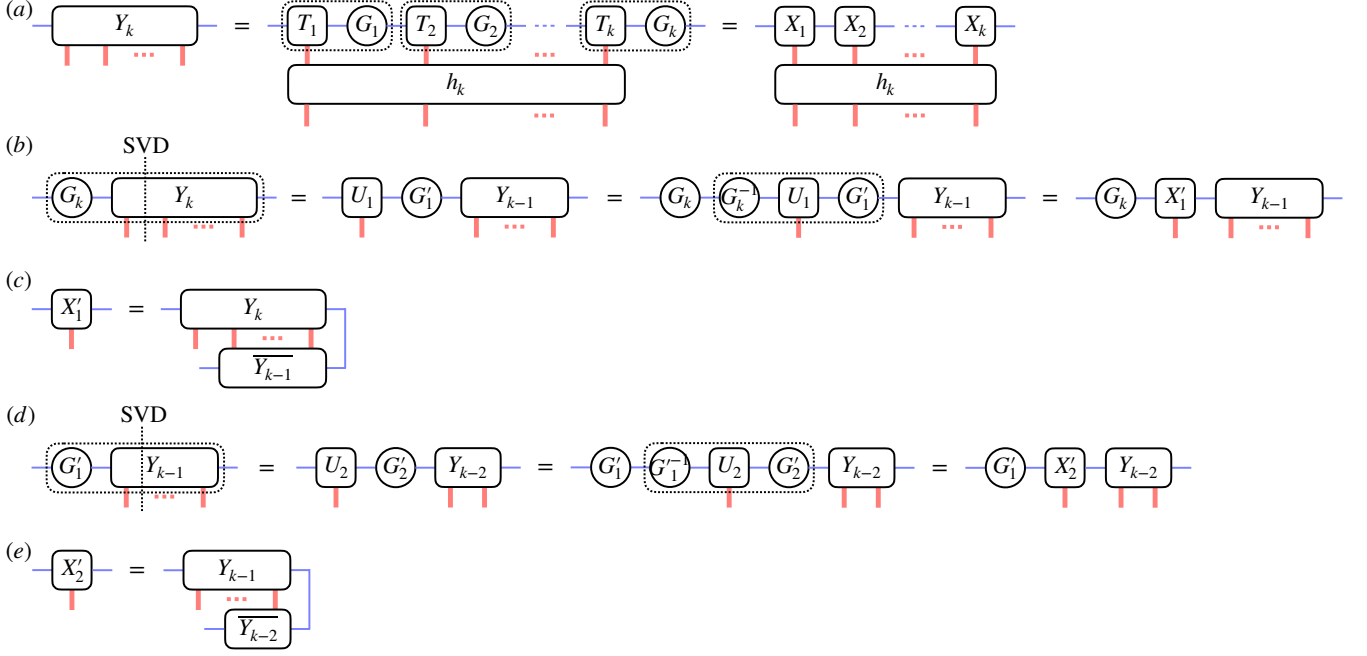 (a) Y_k = T_1 G_1 T_2 G_2 --- T_k G_k = X_1 X_2 --- X_k
... h_k ... h_k ...
(b) SVD
G_k Y_k = U_1 G'_1 Y_{k-1} = G_k G_k^{-1} U_1 G'_1 Y_{k-1} = G_k X'_1 Y_{k-1}
(c)
X'_1 = Y_k
\overline{Y_{k-1}}
(d) SVD
G'_1 Y_{k-1} = U_2 G'_2 Y_{k-2} = G'_1 G'^{-1}_1 U_2 G'_2 Y_{k-2} = G'_1 X'_2 Y_{k-2}
(e)
X'_2 = Y_{k-1}
\overline{Y_{k-2}}